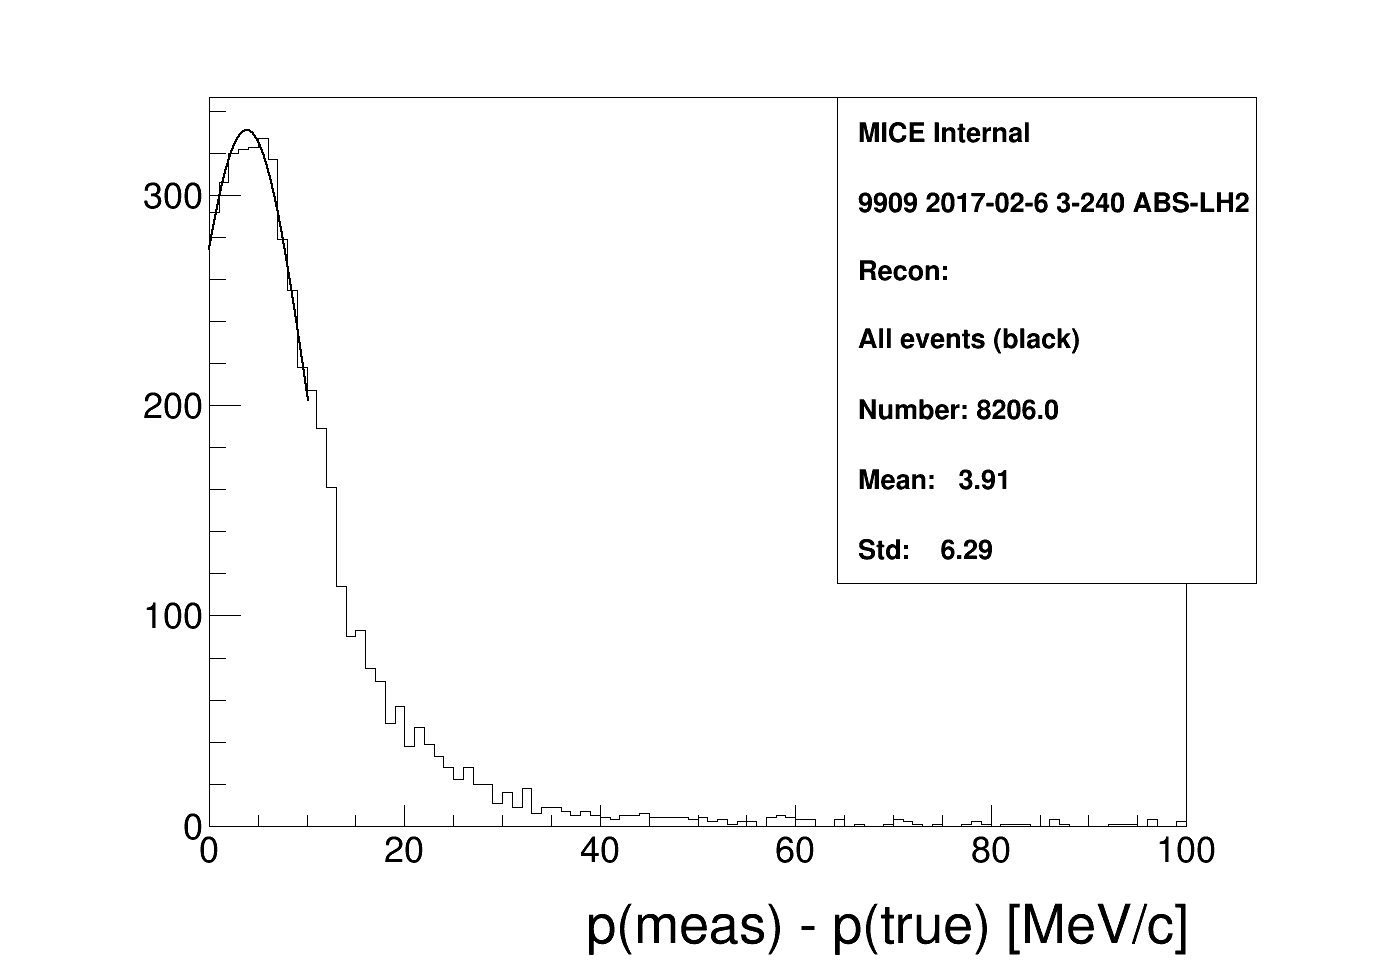 MICE Internal
9909 2017-02-6 3-240 ABS-LH2
Recon:
All events (black)
Number: 8206.0
Mean: 3.91
Std: 6.29
300
200
100
0
0 20 40 60 80 100
p(meas) - p(true) [MeV/c]